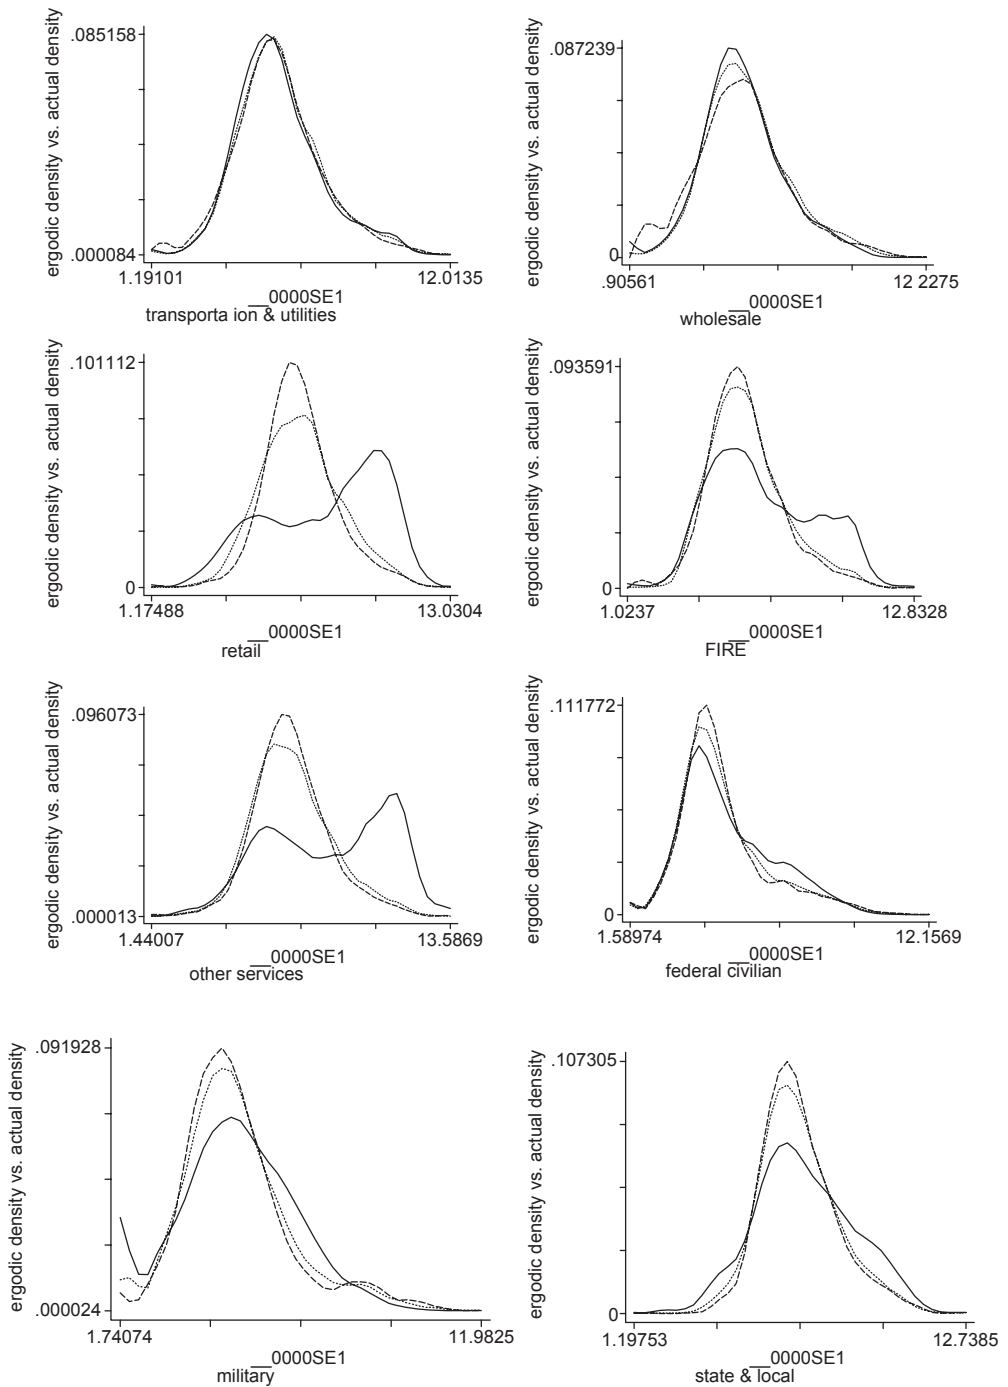 ergodic density vs. actual density
.085158
.000084
1.19101
12.0135
__0000SE1
transporta ion & utilities
ergodic density vs. actual density
.087239
0
.90561
12.2275
__0000SE1
wholesale
ergodic density vs. actual density
.101112
0
1.17488
13.0304
__0000SE1
retail
ergodic density vs. actual density
.093591
0
1.0237
12.8328
__0000SE1
FIRE
ergodic density vs. actual density
.096073
.000013
1.44007
13.5869
__0000SE1
other services
ergodic density vs. actual density
.111772
0
1.58974
12.1569
__0000SE1
federal civilian
ergodic density vs. actual density
.091928
.000024
1.74074
11.9825
__0000SE1
military
ergodic density vs. actual density
.107305
0
1.19753
12.7385
__0000SE1
state & local